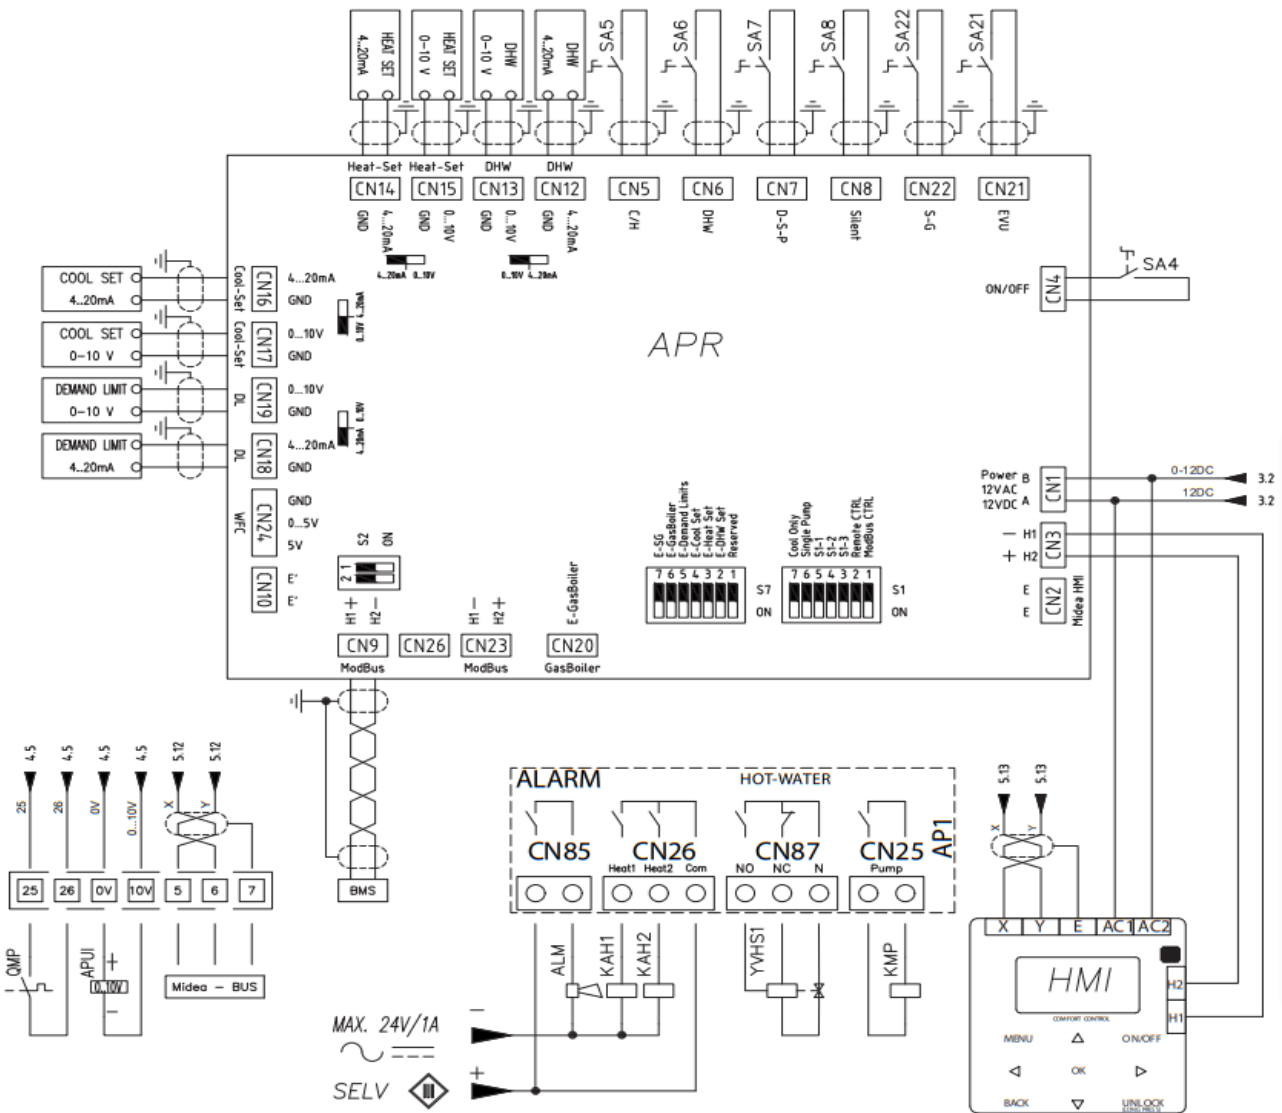 4..20mA
HEAT SET
0-10 V
HEAT SET
0-10 V
DHW
4..20mA
DHW
SA5
SA6
SA7
SA8
SA22
SA21
Heat-Set
Heat-Set
DHW
DHW
CN14
CN15
CN13
CN12
CN5
CN6
CN7
CN8
CN22
CN21
GND
4...20mA
GND
0...10V
GND
0...10V
GND
4...20mA
C/H
DHW
D-S-P
Silent
S-G
EVU
4...20mA
0...10V
0...10V
4...20mA
COOL SET
4..20mA
Cool-Set
CN16
4...20mA
GND
0...10V
4...20mA
COOL SET
0-10 V
Cool-Set
CN17
0...10V
GND
DEMAND LIMIT
0-10 V
DL
CN19
0...10V
GND
4...20mA
0...10V
DEMAND LIMIT
4..20mA
DL
CN18
4...20mA
GND
WFC
CN24
GND
0...5V
5V
CN10
E'
E'
APR
ON/OFF
CN4
SA4
Power
12VAC
12VDC
B
A
CN1
0-12DC
3.2
12DC
3.2
- H1
+ H2
CN3
E
E
CN2
Midea HMI
S2
ON
2 1
H1 +
H2 -
CN9
ModBus
CN26
H1 -
H2 +
CN23
ModBus
E-GasBoiler
CN20
GasBoiler
E-SG
E-GasBoiler
E-Demand Limits
E-Cool Set
E-Heat Set
E-DHW Set
Reserved
7 6 5 4 3 2 1
S7
ON
Cool Only
Single Pump
S1-1
S1-2
S1-3
Remote CTRL
ModBus CTRL
7 6 5 4 3 2 1
S1
ON
BMS
4.5
4.5
4.5
4.5
5.12
5.12
25
26
0V
0...10V
X
Y
25
26
0V
10V
5
6
7
QMP
APUI
+
0..10V
-
Midea - BUS
ALARM
HOT-WATER
AP1
CN85
CN26
CN87
CN25
Heat1
Heat2
Com
NO
NC
N
Pump
ALM
KAH1
KAH2
YVHS1
KMP
MAX. 24V/1A
-
SELV
III
+
5.13
5.13
X
Y
X
Y
E
AC1
AC2
HMI
COMFORT CONTROL
H2
H1
MENU
ON/OFF
OK
BACK
UNLOCK
(LONG PRESS)